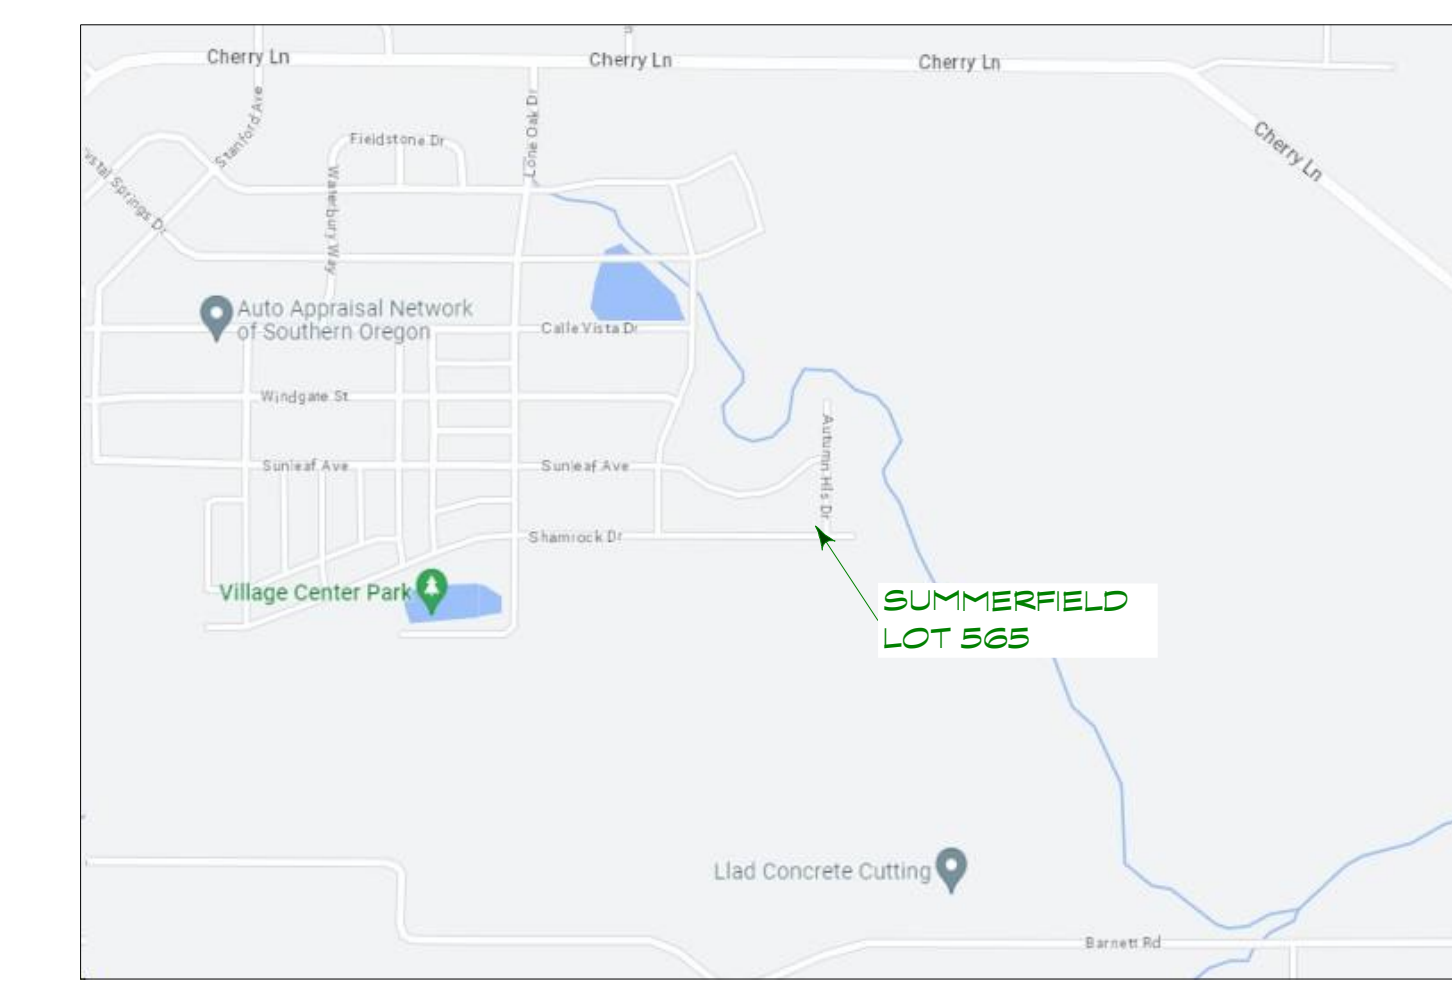 Cherry Ln
Cherry Ln
Cherry Ln
Cherry Ln
Stanford Ave
Lone Oak Dr
Fieldstone Dr
Springs Dr
Waterbury Way
Auto Appraisal Network
of Southern Oregon
Calle Vista Dr
Windgate St
Autumn Hls Dr
Sunleaf Ave
Sunleaf Ave
Shamrock Dr
Village Center Park
SUMMERFIELD
LOT 565
Llad Concrete Cutting
Barnett Rd